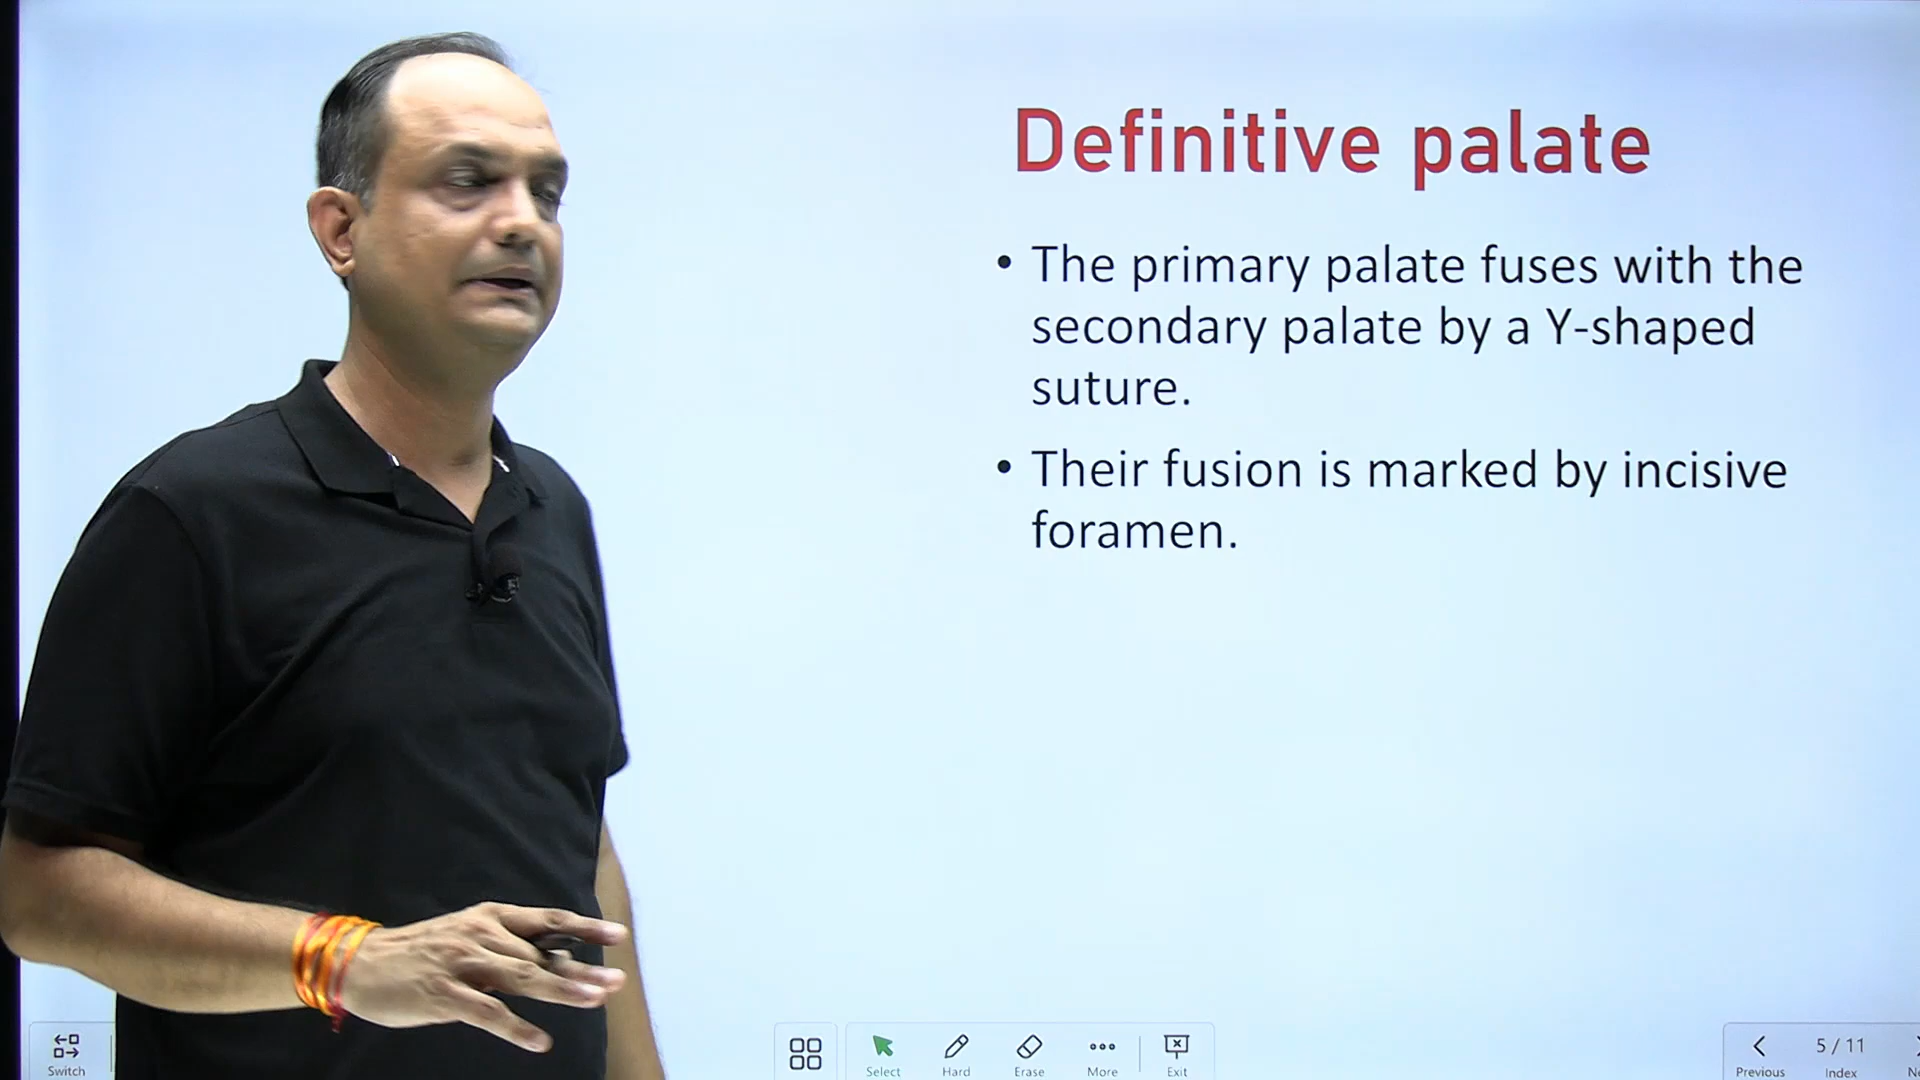 Definitive palate
• The primary palate fuses with the
secondary palate by a Y-shaped
suture.
• Their fusion is marked by incisive
foramen.
Switch
Select
Hard
Erase
More
Exit
Previous
5 / 11
Index